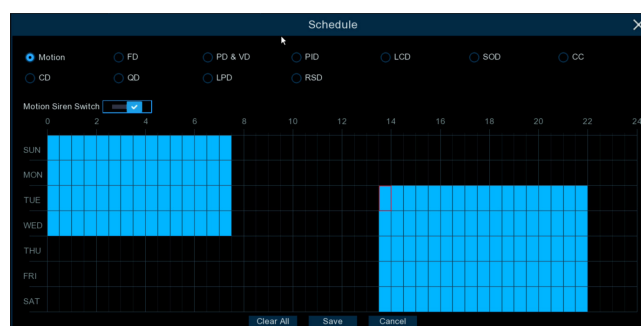 Schedule
Motion FD PD & VD PID LCD SOD CC
CD QD LPD RSD
Motion Siren Switch
0 2 4 6 8 10 12 14 16 18 20 22 24
SUN
MON
TUE
WED
THU
FRI
SAT
Clear All Save Cancel